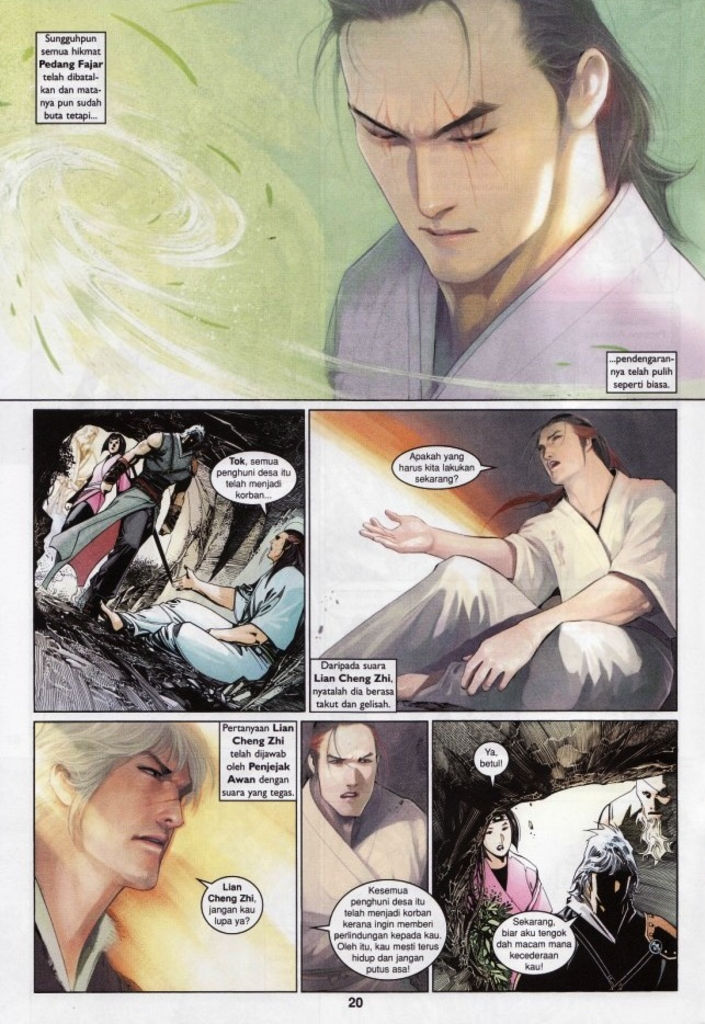 Sungguhpun
semua hikmat
Pedang Fajar
telah dibatal-
kan dan mata-
nya pun sudah
buta tetapi...
...pendengaran-
nya telah pulih
seperti biasa.
Tok, semua
penghuni desa itu
telah menjadi
korban...
Apakah yang
harus kita lakukan
sekarang?
Daripada suara
Lian Cheng Zhi,
nyatalah dia berasa
takut dan gelisah.
Pertanyaan Lian
Cheng Zhi
telah dijawab
oleh Penjejak
Awan dengan
suara yang tegas.
Lian
Cheng Zhi,
jangan kau
lupa ya?
Kesemua
penghuni desa itu
telah menjadi korban
kerana ingin memberi
perlindungan kepada kau.
Oleh itu, kau mesti terus
hidup dan jangan
putus asa!
Ya,
betul!
Sekarang,
biar aku tengok
dah macam mana
kecederaan
kau!
20